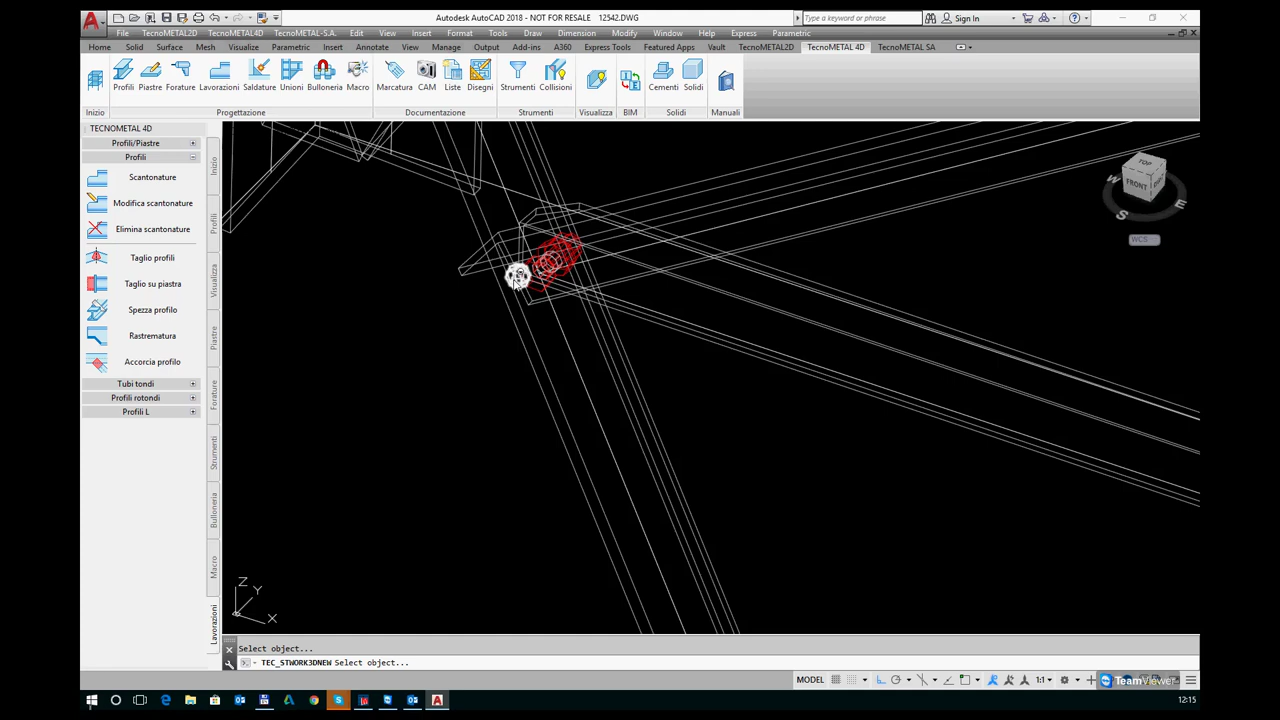 Autodesk AutoCAD 2018 - NOT FOR RESALE 12542.DWG
Type a keyword or phrase
Sign In
File TecnoMETAL2D TecnoMETAL4D TecnoMETAL-S.A. Edit View Insert Format Tools Draw Dimension Modify Window Help Express Parametric
Home Solid Surface Mesh Visualize Parametric Insert Annotate View Manage Output Add-ins A360 Express Tools Featured Apps Vault TecnoMETAL2D TecnoMETAL 4D TecnoMETAL SA
Profili Piastre Forature Lavorazioni Saldature Unioni Bulloneria Macro Marcatura CAM Liste Disegni Strumenti Collisioni Cementi Solidi
Inizio Progettazione Documentazione Strumenti Visualizza BIM Solidi Manuali
TECNOMETAL 4D
Profili/Piastre
Profili
Scantonature
Modifica scantonature
Elimina scantonature
Taglio profili
Taglio su piastra
Spezza profilo
Rastrematura
Accorcia profilo
Tubi tondi
Profili rotondi
Profili L
Inizio
Profili
Visualizza
Piastre
Forature
Strumenti
Bulloneria
Macro
Lavorazioni
TOP
FRONT
W
S
E
WCS
Z
Y
X
Select object...
TEC_STWORK3DNEW Select object...
MODEL
1:1
TeamViewer
12:15